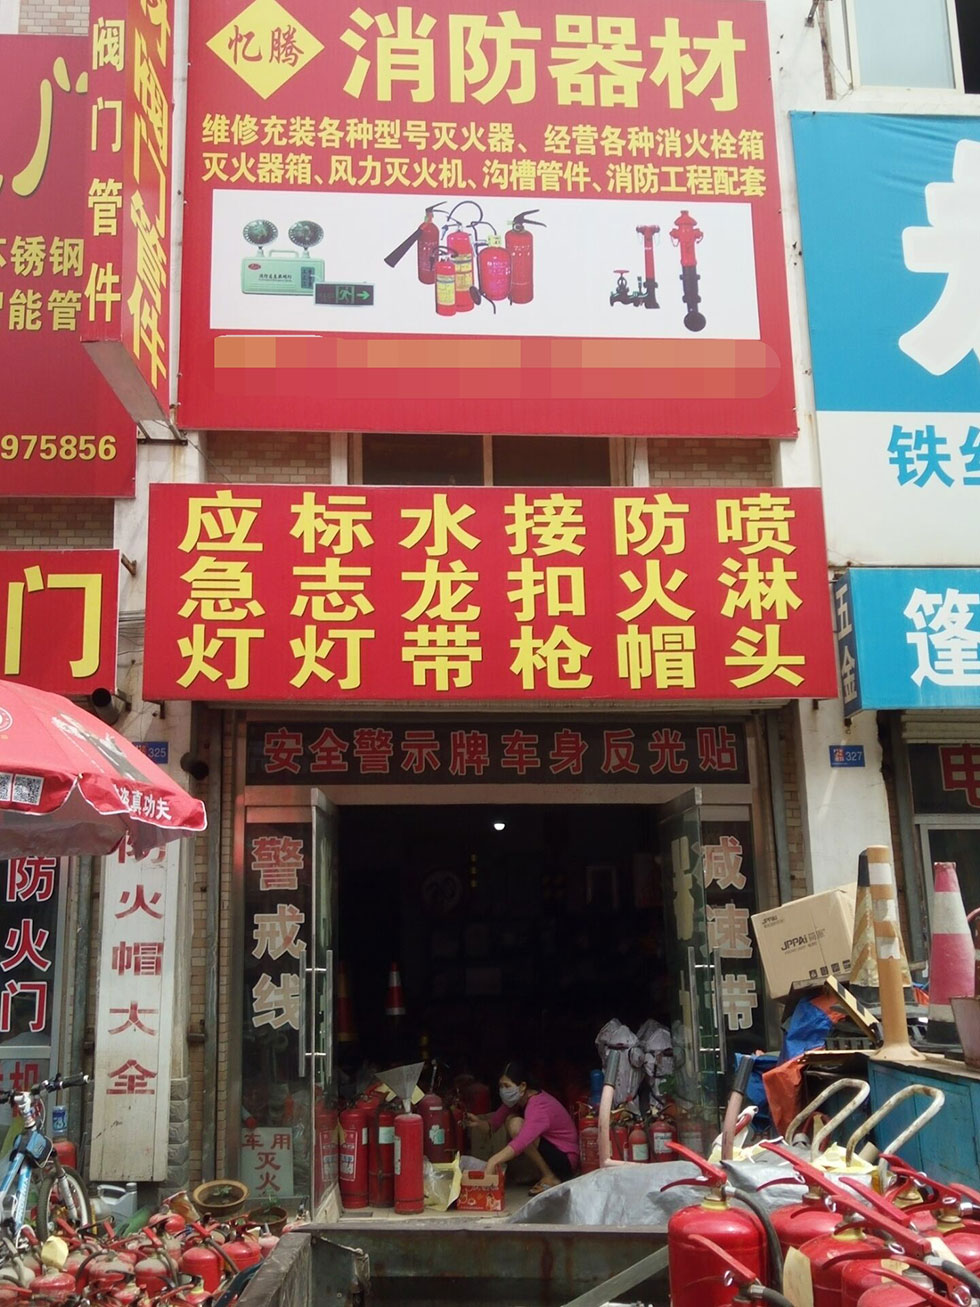 忆腾
消防器材
维修充装各种型号灭火器、经营各种消火栓箱
灭火器箱、风力灭火机、沟槽管件、消防工程配套
阀门管件
阀门管件
不锈钢
智能管
975856
门
应急灯
标志灯
水龙带
接扣枪
防火帽
喷淋头
安全警示牌车身反光贴
警戒线
减速带
防火帽大全
防火门
车用
灭火
真功夫
325
327
五金
铁
篷
电
JPPAi